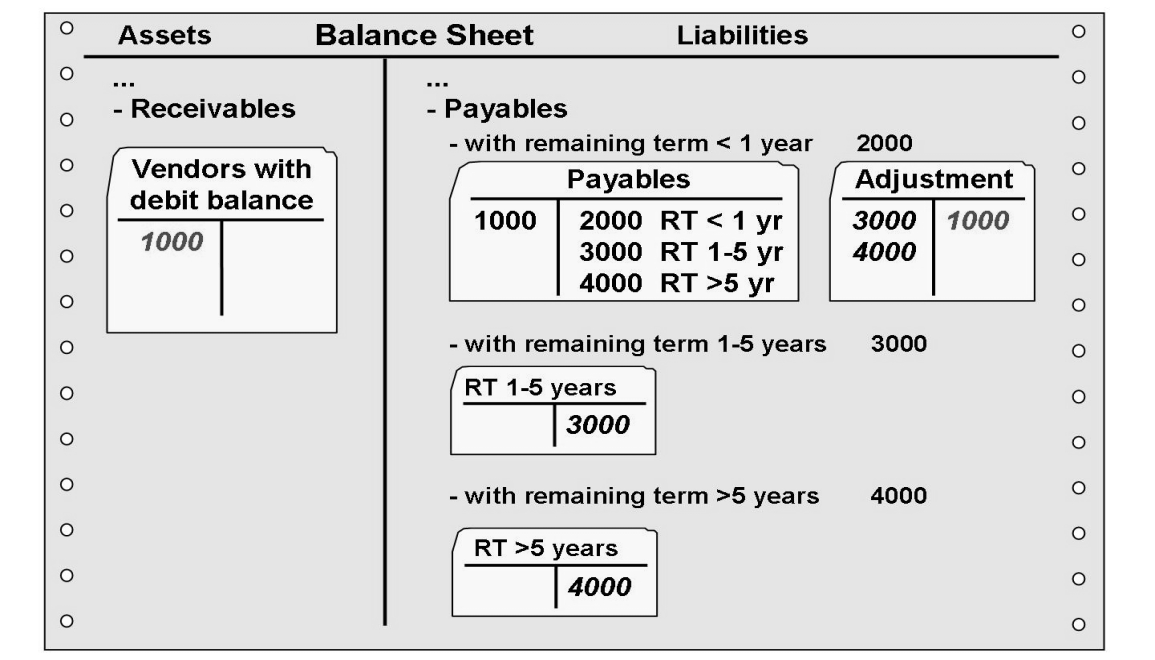 Assets Balance Sheet Liabilities
...
- Receivables
Vendors with
debit balance
1000
...
- Payables
- with remaining term < 1 year 2000
Payables
1000 2000 RT < 1 yr
3000 RT 1-5 yr
4000 RT >5 yr
Adjustment
3000 1000
4000
- with remaining term 1-5 years 3000
RT 1-5 years
3000
- with remaining term >5 years 4000
RT >5 years
4000